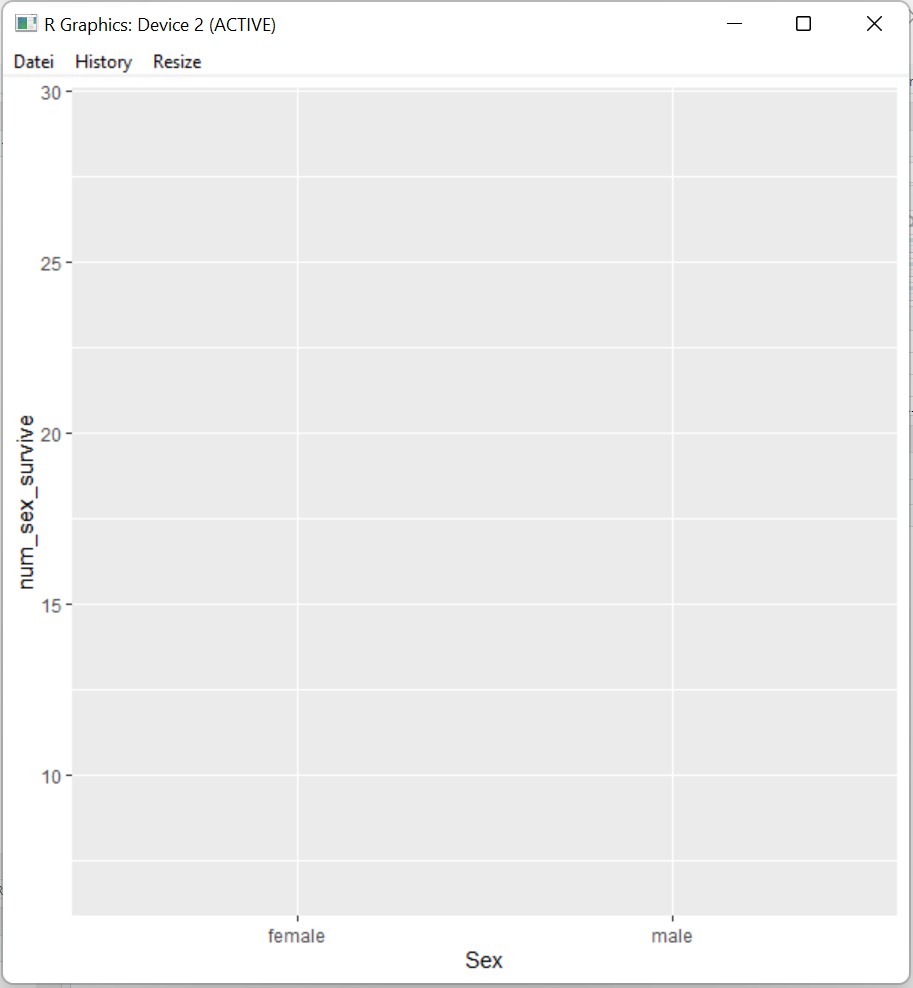 R Graphics: Device 2 (ACTIVE)
Datei History Resize
30
25
20
15
10
num_sex_survive
female male
Sex